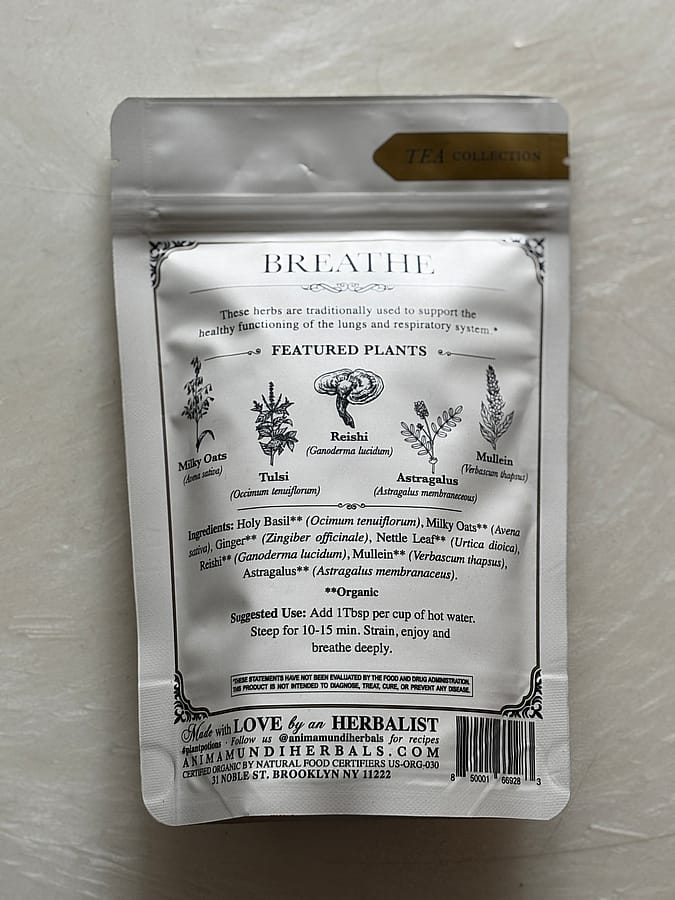 TEA COLLECTION
BREATHE
These herbs are traditionally used to support the
healthy functioning of the lungs and respiratory system.*
FEATURED PLANTS
Milky Oats
(Avena sativa)
Tulsi
(Occimum tenuiflorum)
Reishi
(Ganoderma lucidum)
Astragalus
(Astragalus membraneceous)
Mullein
(Verbascum thapsus)
Ingredients: Holy Basil** (Ocimum tenuiflorum), Milky Oats** (Avena
sativa), Ginger** (Zingiber officinale), Nettle Leaf** (Urtica dioica),
Reishi** (Ganoderma lucidum), Mullein** (Verbascum thapsus),
Astragalus** (Astragalus membranaceus).
**Organic
Suggested Use: Add 1Tbsp per cup of hot water.
Steep for 10-15 min. Strain, enjoy and
breathe deeply.
*THESE STATEMENTS HAVE NOT BEEN EVALUATED BY THE FOOD AND DRUG ADMINISTRATION.
THIS PRODUCT IS NOT INTENDED TO DIAGNOSE, TREAT, CURE, OR PREVENT ANY DISEASE.
Made with LOVE by an HERBALIST
#plantpotions · Follow us @animamundiherbals for recipes
ANIMAMUNDIHERBALS.COM
CERTIFIED ORGANIC BY NATURAL FOOD CERTIFIERS US-ORG-030
31 NOBLE ST. BROOKLYN NY 11222
8 50001 66928 3